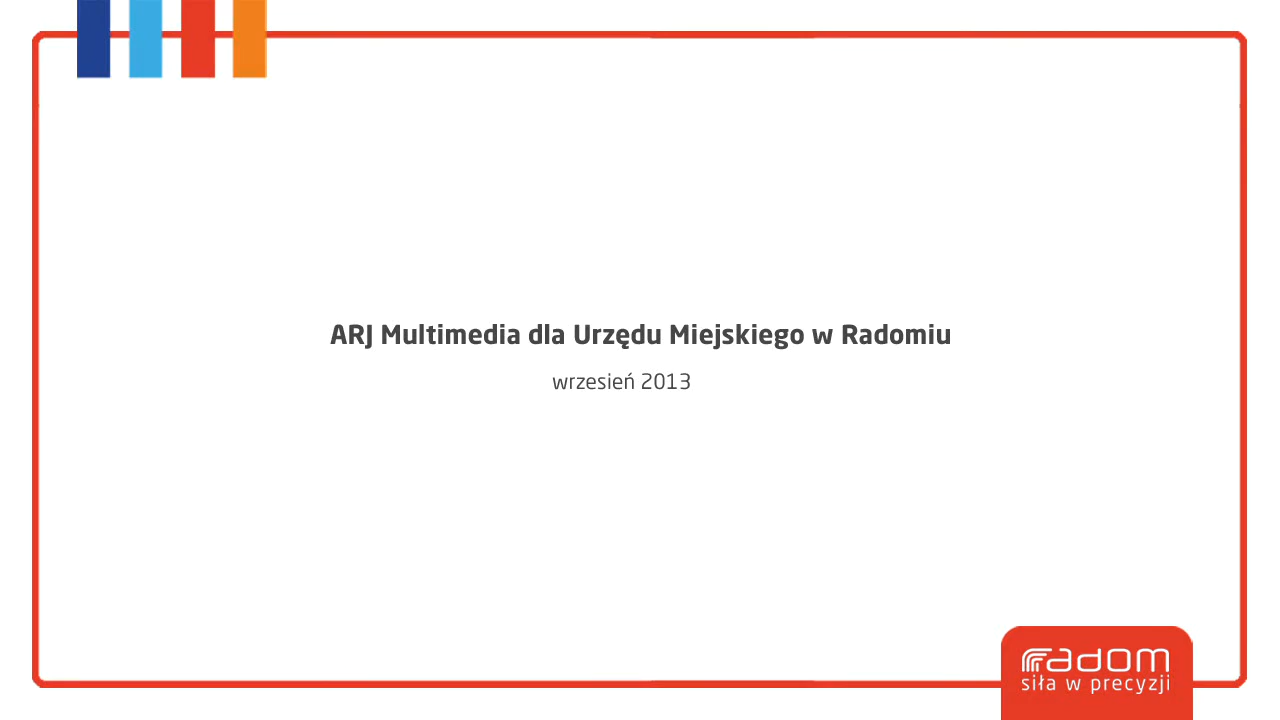 ARJ Multimedia dla Urzędu Miejskiego w Radomiu
wrzesień 2013
radom
siła w precyzji